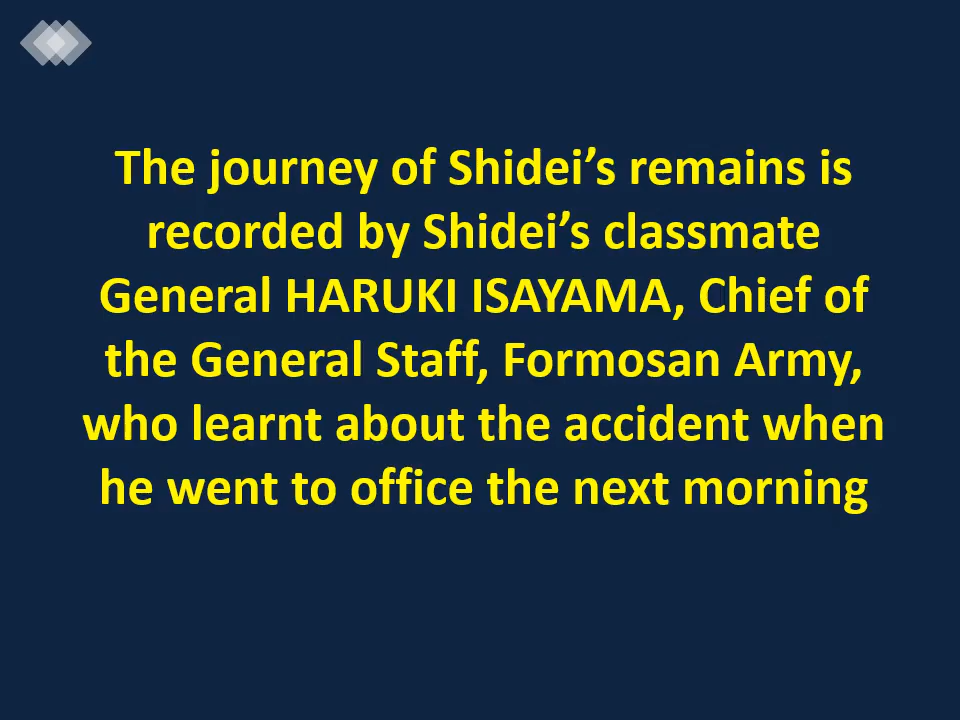 The journey of Shidei’s remains is
recorded by Shidei’s classmate
General HARUKI ISAYAMA, Chief of
the General Staff, Formosan Army,
who learnt about the accident when
he went to office the next morning